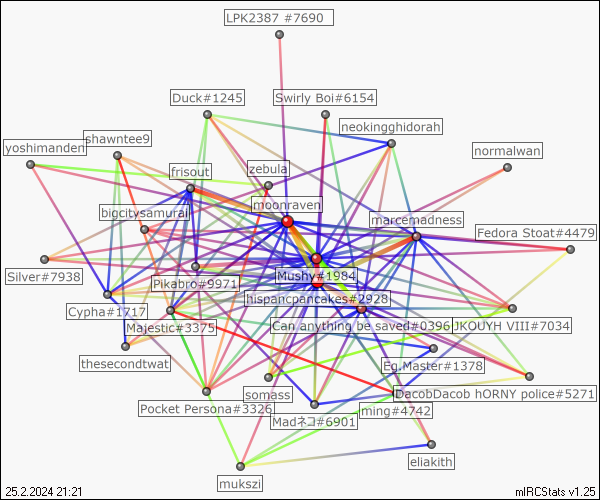 LPK2387 #7690
Duck#1245
Swirly Boi#6154
neokingghidorah
shawntee9
yoshimanden
normalwan
frisout
zebula
moonraven
bigcitysamurai
marcemadness
Fedora Stoat#4479
Silver#7938
Mushy#1984
Pikabro#9971
hispancpancakes#2928
Cypha#1717
Majestic#3375
Can anything be saved#0396
JKOUYH VIII#7034
thesecondtwat
Eg.Master#1378
somass
DacobDacob hORNY police#5271
Pocket Persona#3326
ming#4742
Madネコ#6901
eliakith
mukszi
25.2.2024 21:21
mIRCStats v1.25